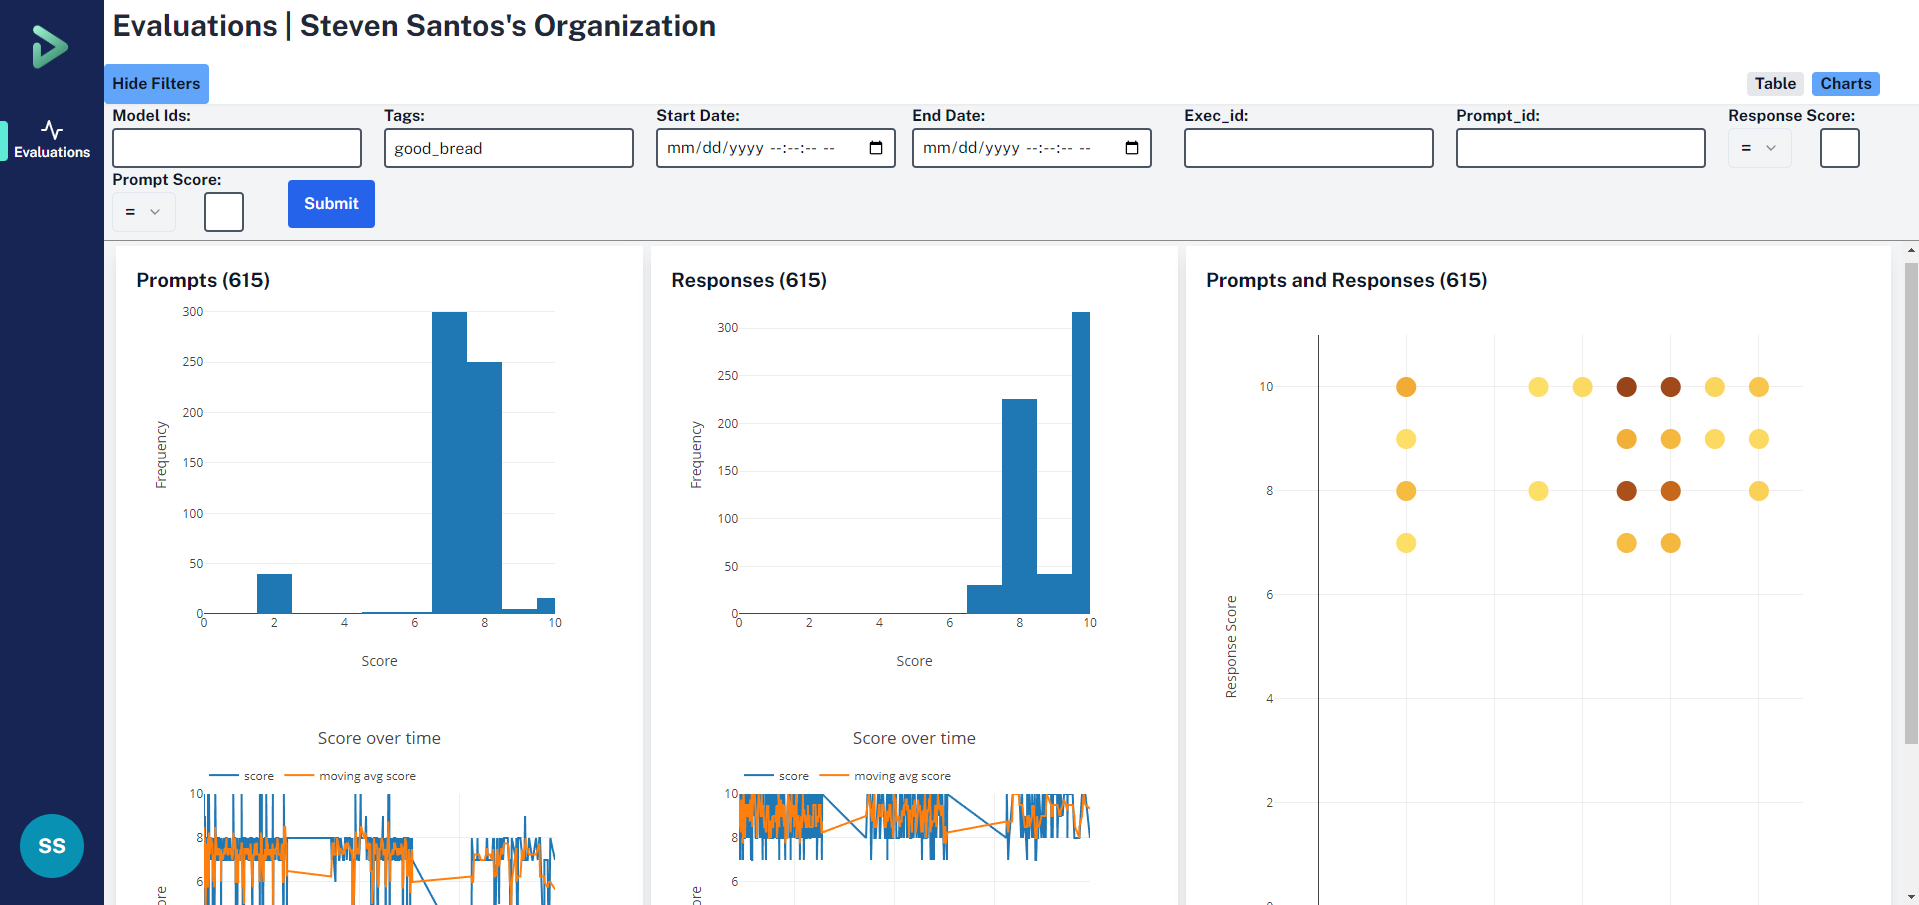 Evaluations | Steven Santos's Organization
Hide Filters
Table
Charts
Evaluations
Model Ids:
Tags:
Start Date:
End Date:
Exec_id:
Prompt_id:
Response Score:
good_bread
mm/dd/yyyy --:--:-- --
mm/dd/yyyy --:--:-- --
=
Prompt Score:
=
Submit
Prompts (615)
300
250
200
150
100
50
0
0 2 4 6 8 10
Frequency
Score
Score over time
score
moving avg score
10
8
6
Responses (615)
300
250
200
150
100
50
0
0 2 4 6 8 10
Frequency
Score
Score over time
score
moving avg score
10
8
6
Prompts and Responses (615)
10
8
6
4
2
Response Score
SS